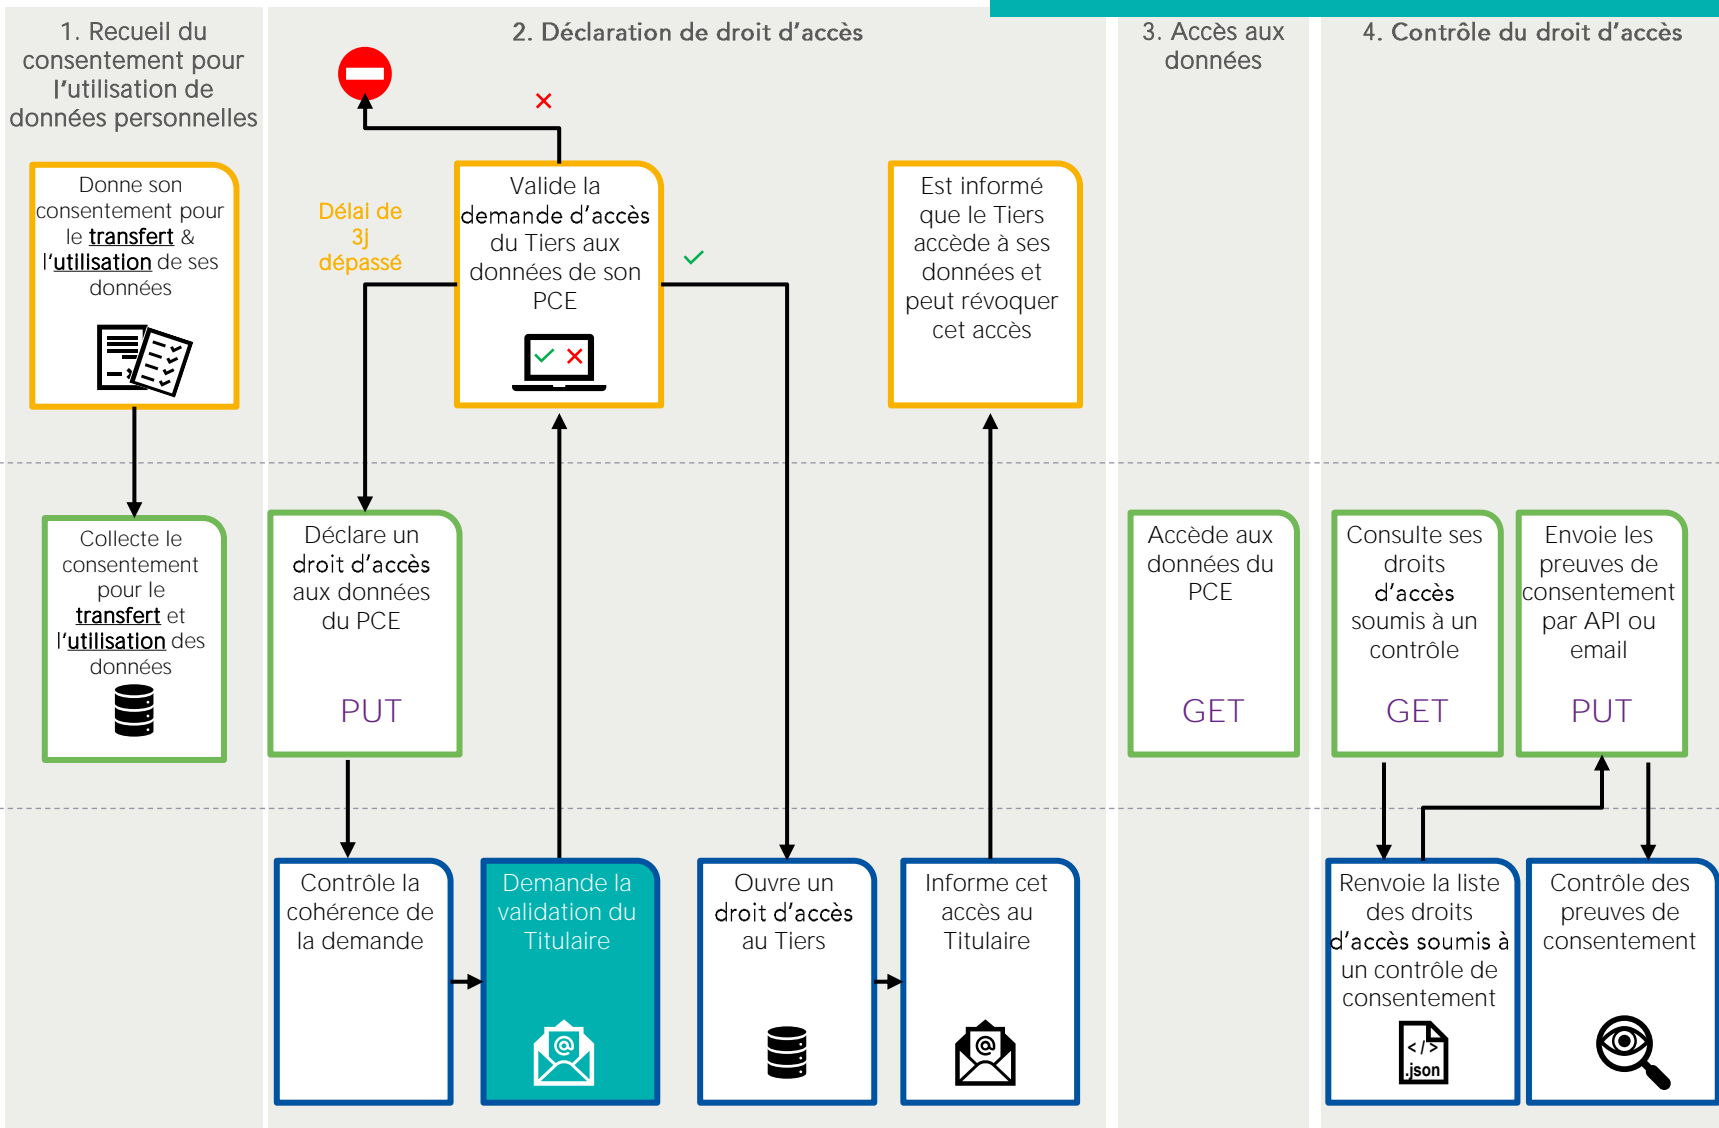 1. Recueil du
consentement pour
l'utilisation de
données personnelles
2. Déclaration de droit d'accès
3. Accès aux
données
4. Contrôle du droit d'accès
Donne son
consentement pour
le transfert &
l'utilisation de ses
données
Délai de
3j
dépassé
Valide la
demande d'accès
du Tiers aux
données de son
PCE
Est informé
que le Tiers
accède à ses
données et
peut révoquer
cet accès
Collecte le
consentement
pour le
transfert et
l'utilisation des
données
Déclare un
droit d'accès
aux données
du PCE
PUT
Accède aux
données du
PCE
GET
Consulte ses
droits
d'accès
soumis à un
contrôle
GET
Envoie les
preuves de
consentement
par API ou
email
PUT
Contrôle la
cohérence de
la demande
Demande la
validation du
Titulaire
@
Ouvre un
droit d'accès
au Tiers
Informe cet
accès au
Titulaire
@
Renvoie la liste
des droits
d'accès soumis à
un contrôle de
consentement
</>
.json
Contrôle des
preuves de
consentement